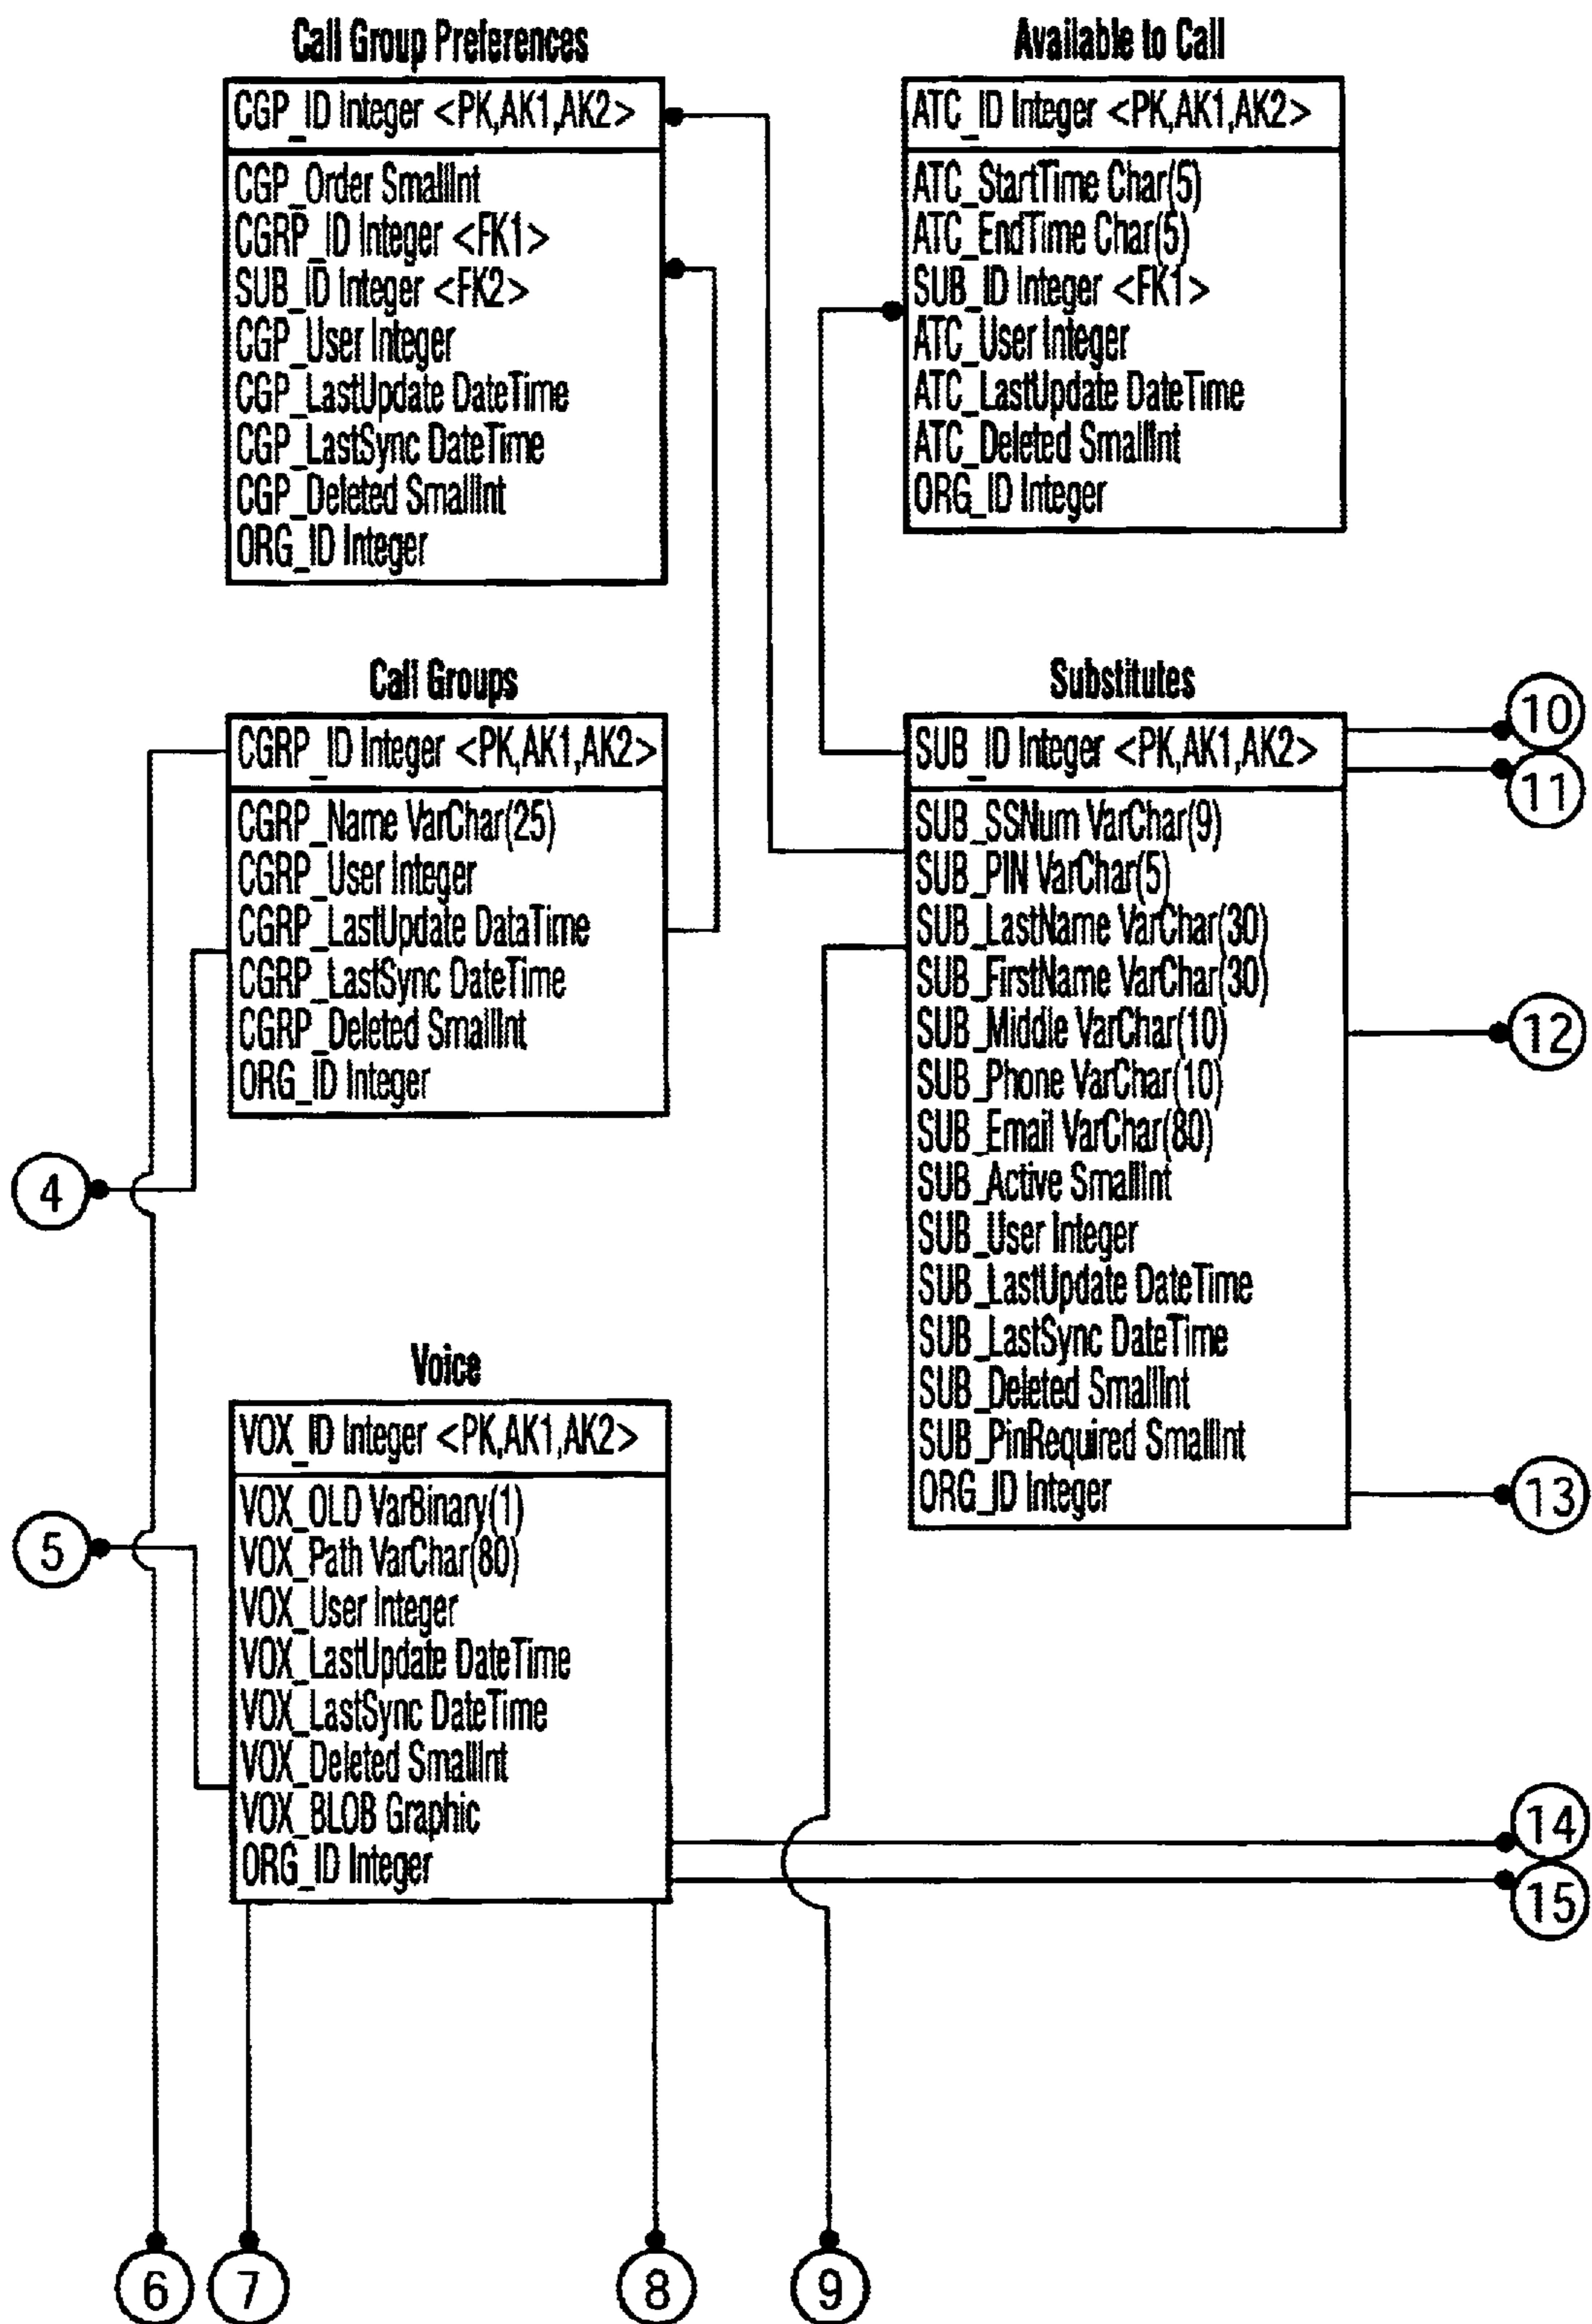 Call Group Preferences
CGP_ID Integer <PK,AK1,AK2>
CGP_Order SmallInt
CGRP_ID Integer <FK1>
SUB_ID Integer <FK2>
CGP_User Integer
CGP_LastUpdate DateTime
CGP_LastSync DateTime
CGP_Deleted SmallInt
ORG_ID Integer
Available to Call
ATC_ID Integer <PK,AK1,AK2>
ATC_StartTime Char(5)
ATC_EndTime Char(5)
SUB_ID Integer <FK1>
ATC_User Integer
ATC_LastUpdate DateTime
ATC_Deleted SmallInt
ORG_ID Integer
Call Groups
CGRP_ID Integer <PK,AK1,AK2>
CGRP_Name VarChar(25)
CGRP_User Integer
CGRP_LastUpdate DataTime
CGRP_LastSync DateTime
CGRP_Deleted SmallInt
ORG_ID Integer
Substitutes
SUB_ID Integer <PK,AK1,AK2>
SUB_SSNum VarChar(9)
SUB_PIN VarChar(5)
SUB_LastName VarChar(30)
SUB_FirstName VarChar(30)
SUB_Middle VarChar(10)
SUB_Phone VarChar(10)
SUB_Email VarChar(80)
SUB_Active SmallInt
SUB_User Integer
SUB_LastUpdate DateTime
SUB_LastSync DateTime
SUB_Deleted SmallInt
SUB_PinRequired SmallInt
ORG_ID Integer
10
11
12
13
4
5
Voice
VOX_ID Integer <PK,AK1,AK2>
VOX_OLD VarBinary(1)
VOX_Path VarChar(80)
VOX_User Integer
VOX_LastUpdate DateTime
VOX_LastSync DateTime
VOX_Deleted SmallInt
VOX_BLOB Graphic
ORG_ID Integer
14
15
6
7
8
9